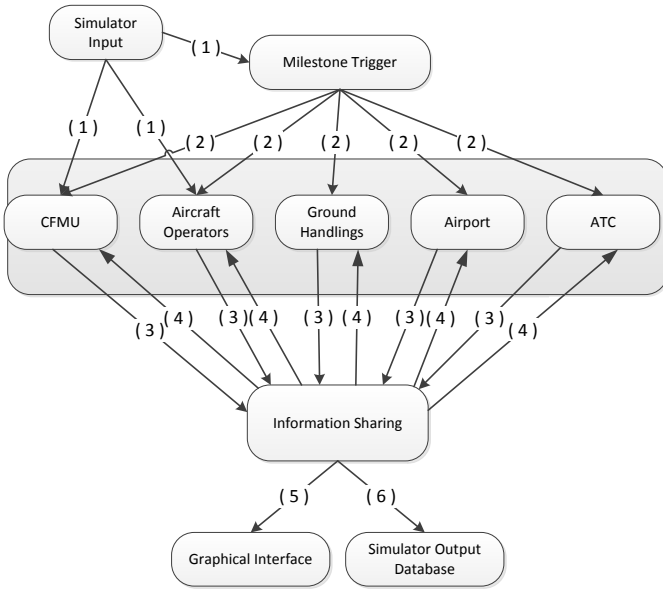 Simulator
Input
( 1 )
Milestone Trigger
( 1 )
( 1 )
( 2 )
( 2 )
( 2 )
( 2 )
( 2 )
CFMU
Aircraft
Operators
Ground
Handlings
Airport
ATC
( 3 )
( 4 )
( 3 )
( 4 )
( 3 )
( 4 )
( 3 )
( 4 )
( 3 )
( 4 )
Information Sharing
( 5 )
( 6 )
Graphical Interface
Simulator Output
Database